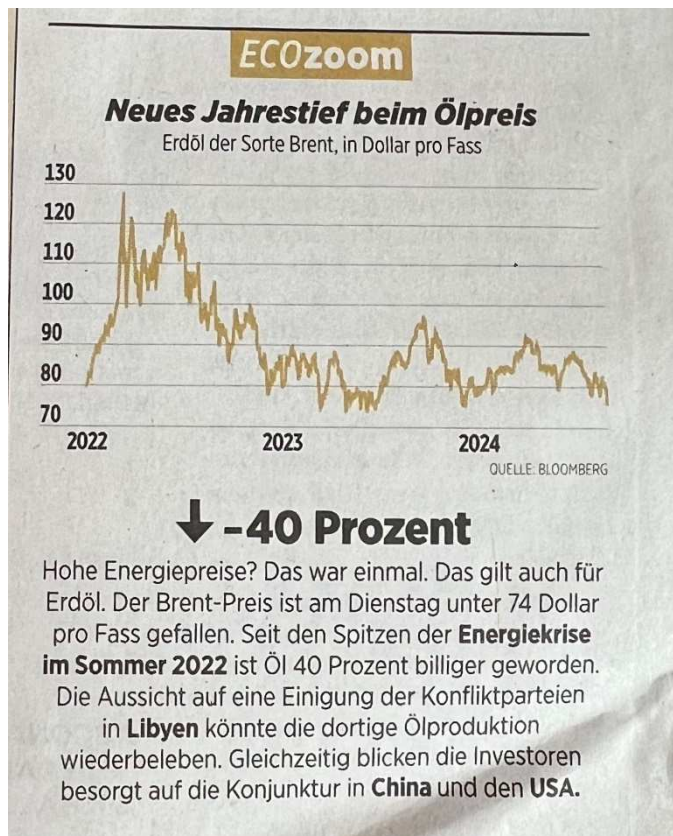 ECOzoom
Neues Jahrestief beim Ölpreis
Erdöl der Sorte Brent, in Dollar pro Fass
130
120
110
100
90
80
70
2022 2023 2024
QUELLE: BLOOMBERG
-40 Prozent
Hohe Energiepreise? Das war einmal. Das gilt auch für
Erdöl. Der Brent-Preis ist am Dienstag unter 74 Dollar
pro Fass gefallen. Seit den Spitzen der Energiekrise
im Sommer 2022 ist Öl 40 Prozent billiger geworden.
Die Aussicht auf eine Einigung der Konfliktparteien
in Libyen könnte die dortige Ölproduktion
wiederbeleben. Gleichzeitig blicken die Investoren
besorgt auf die Konjunktur in China und den USA.